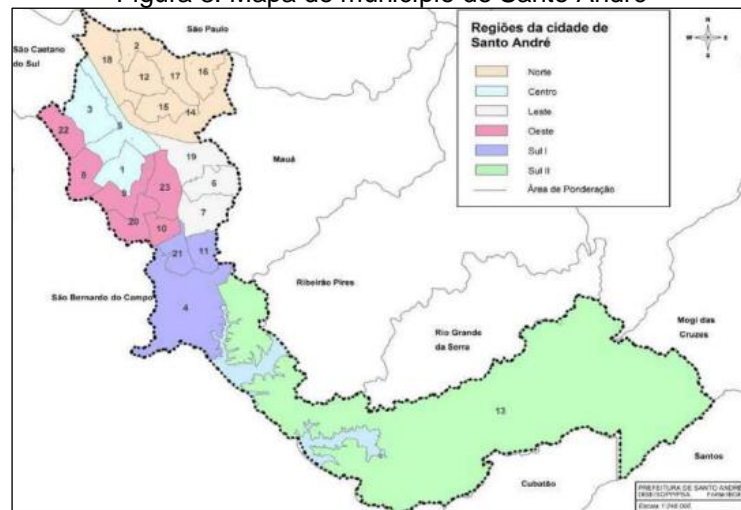 Figura 3. Mapa do município de Santo André
São Paulo
São Caetano
do Sul
Regiões da cidade de
Santo André
Norte
Centro
Leste
Oeste
Sul I
Sul II
Área de Ponderação
N
W
E
S
18
2
12
17
16
15
14
3
5
22
1
8
9
23
19
6
7
20
10
21
11
4
13
Mauá
Ribeirão Pires
São Bernardo do Campo
Rio Grande
da Serra
Mogi das
Cruzes
Santos
Cubatão
PREFEITURA DE SANTO ANDRÉ